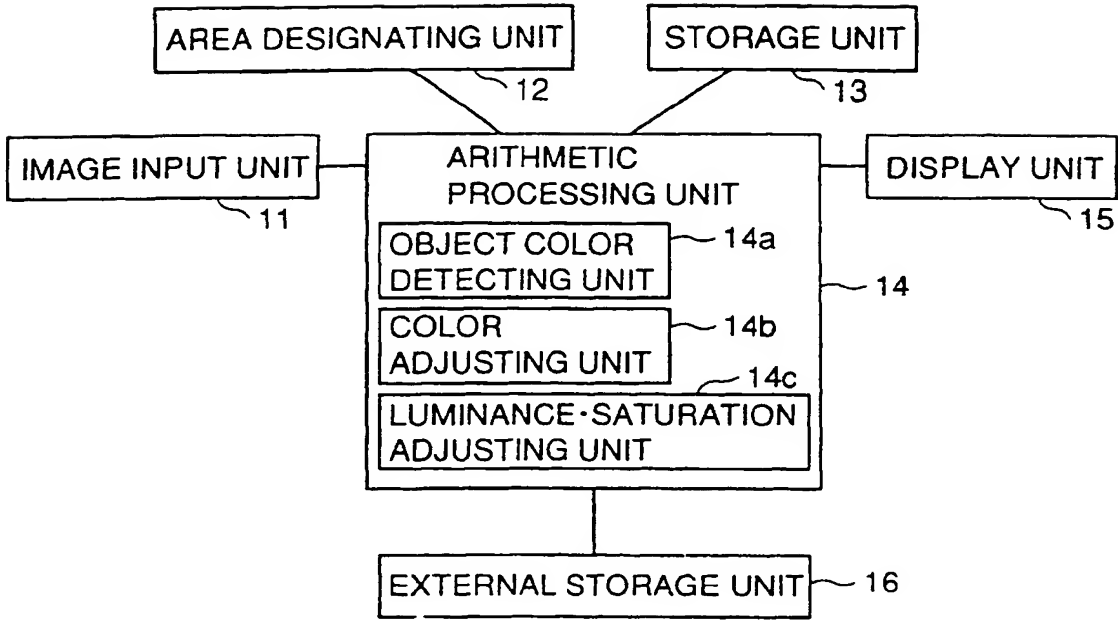 AREA DESIGNATING UNIT
12
STORAGE UNIT
13
IMAGE INPUT UNIT
11
ARITHMETIC
PROCESSING UNIT
DISPLAY UNIT
15
OBJECT COLOR
DETECTING UNIT
14a
14
COLOR
ADJUSTING UNIT
14b
14c
LUMINANCE·SATURATION
ADJUSTING UNIT
EXTERNAL STORAGE UNIT
16